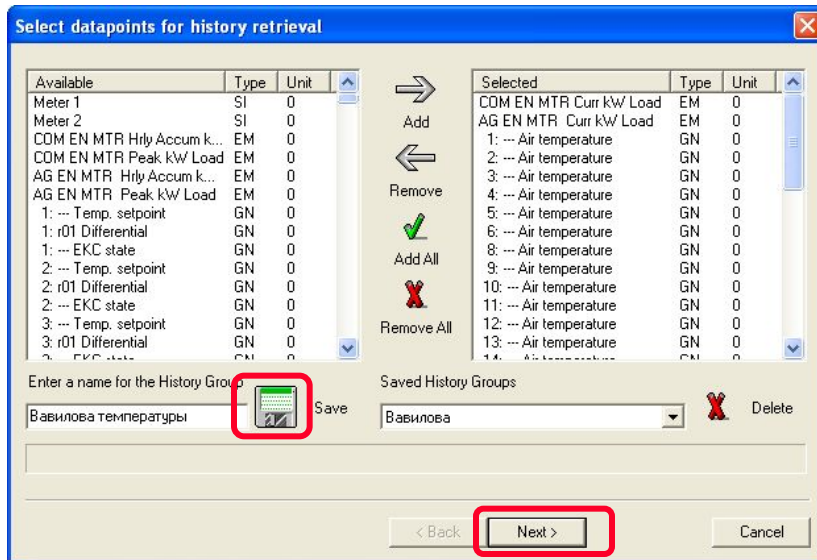 Select datapoints for history retrieval
Available Type Unit
Meter 1 SI 0
Meter 2 SI 0
COM EN MTR Hrly Accum k... EM 0
COM EN MTR Peak kW Load EM 0
AG EN MTR Hrly Accum k... EM 0
AG EN MTR Peak kW Load EM 0
1: --- Temp. setpoint GN 0
1: r01 Differential GN 0
1: --- EKC state GN 0
2: --- Temp. setpoint GN 0
2: r01 Differential GN 0
2: --- EKC state GN 0
3: --- Temp. setpoint GN 0
3: r01 Differential GN 0
3: --- EKC state GN 0
Add
Remove
Add All
Remove All
Selected Type Unit
COM EN MTR Curr kW Load EM 0
AG EN MTR Curr kW Load EM 0
1: --- Air temperature GN 0
2: --- Air temperature GN 0
3: --- Air temperature GN 0
4: --- Air temperature GN 0
5: --- Air temperature GN 0
6: --- Air temperature GN 0
8: --- Air temperature GN 0
9: --- Air temperature GN 0
10: --- Air temperature GN 0
11: --- Air temperature GN 0
12: --- Air temperature GN 0
13: --- Air temperature GN 0
14: --- Air temperature GN 0
Enter a name for the History Group
Вавилова температуры
Save
Saved History Groups
Вавилова
Delete
< Back
Next >
Cancel